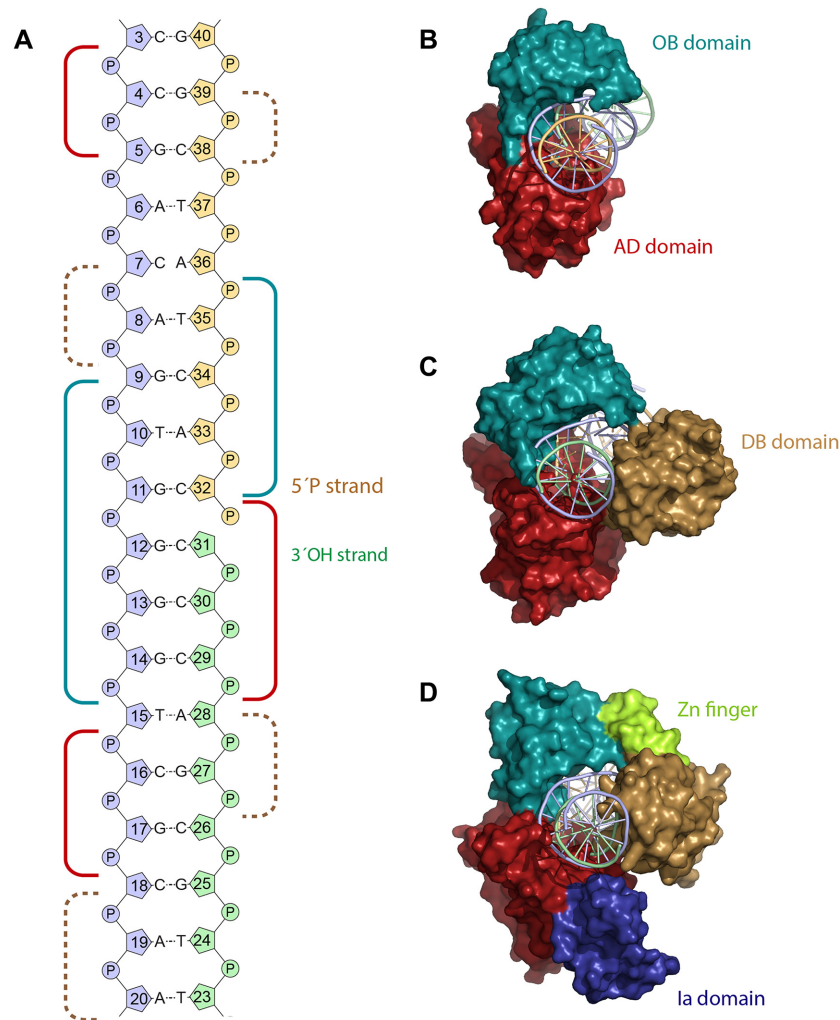 A
3 C G 40
P P
4 C G 39
P P
5 G C 38
P P
6 A T 37
P P
7 C A 36
P P
8 A T 35
P P
9 G C 34
P P
10 T A 33
P P
11 G C 32
5´P strand
P P
12 G C 31
3´OH strand
P P
13 G C 30
P P
14 G C 29
P P
15 T A 28
P P
16 C G 27
P P
17 G C 26
P P
18 C G 25
P P
19 A T 24
P P
20 A T 23
B
OB domain
AD domain
C
DB domain
D
Zn finger
Ia domain